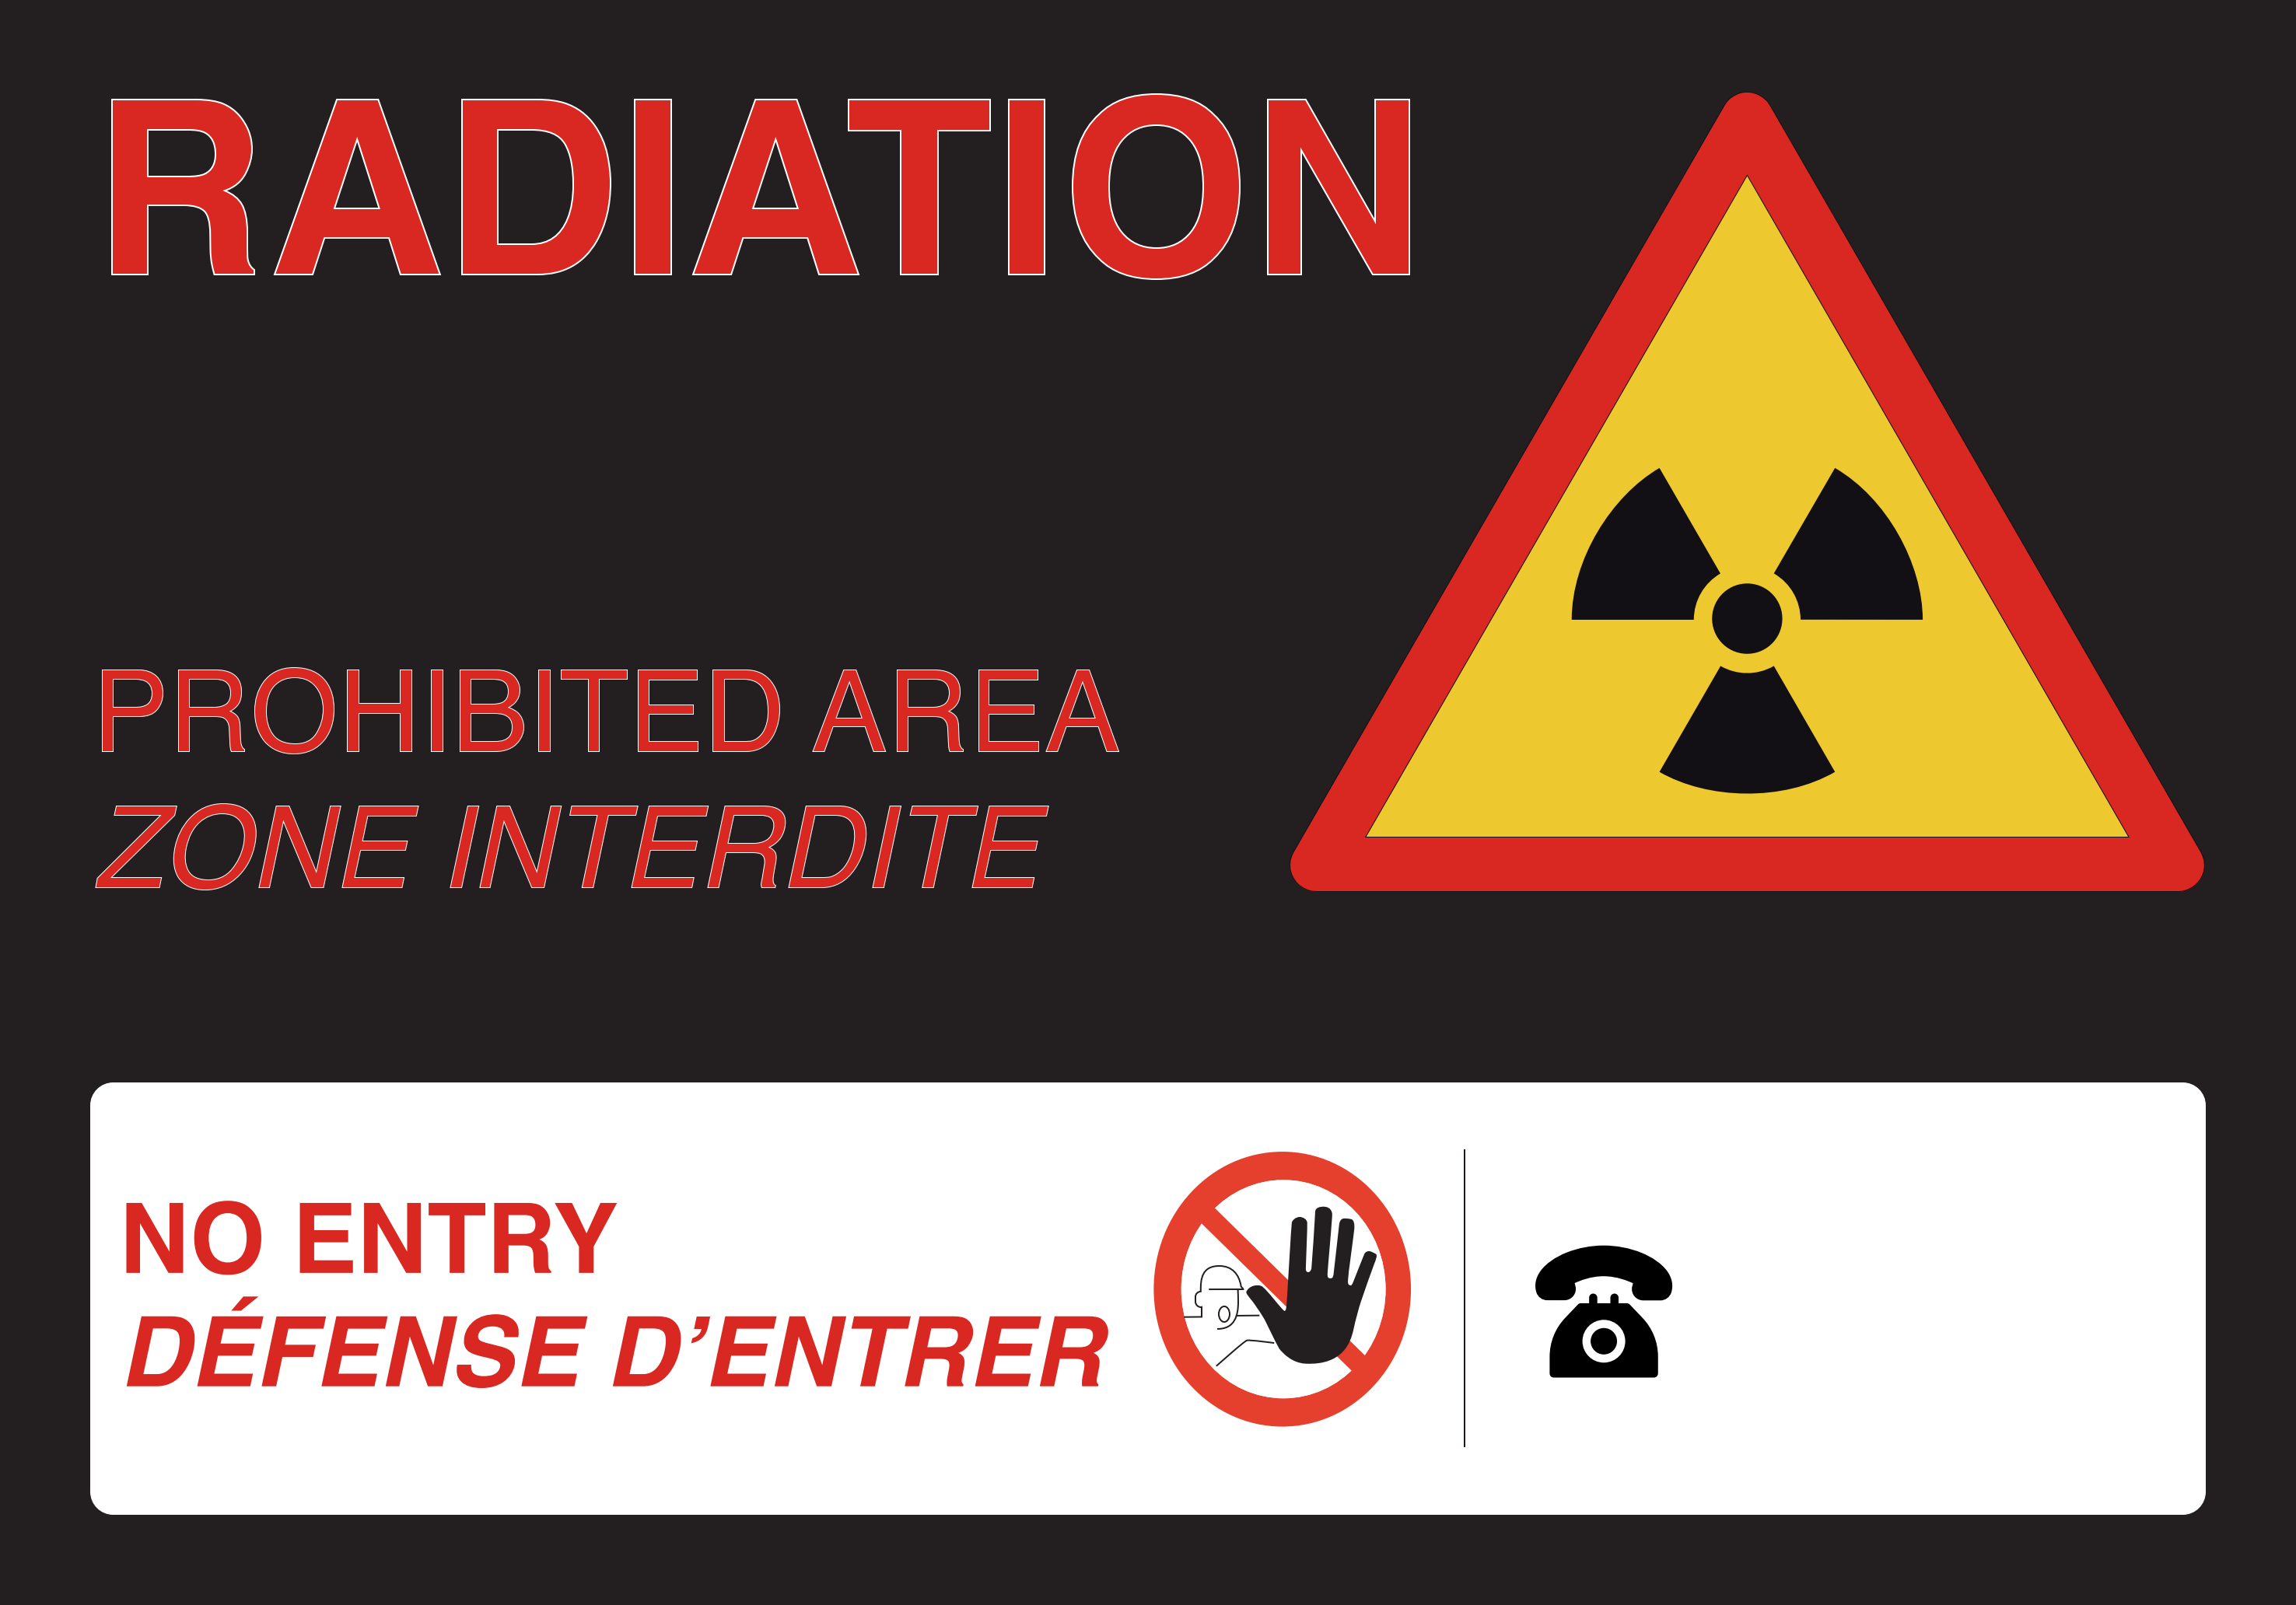 RADIATION
PROHIBITED AREA
ZONE INTERDITE
NO ENTRY
DÉFENSE D’ENTRER